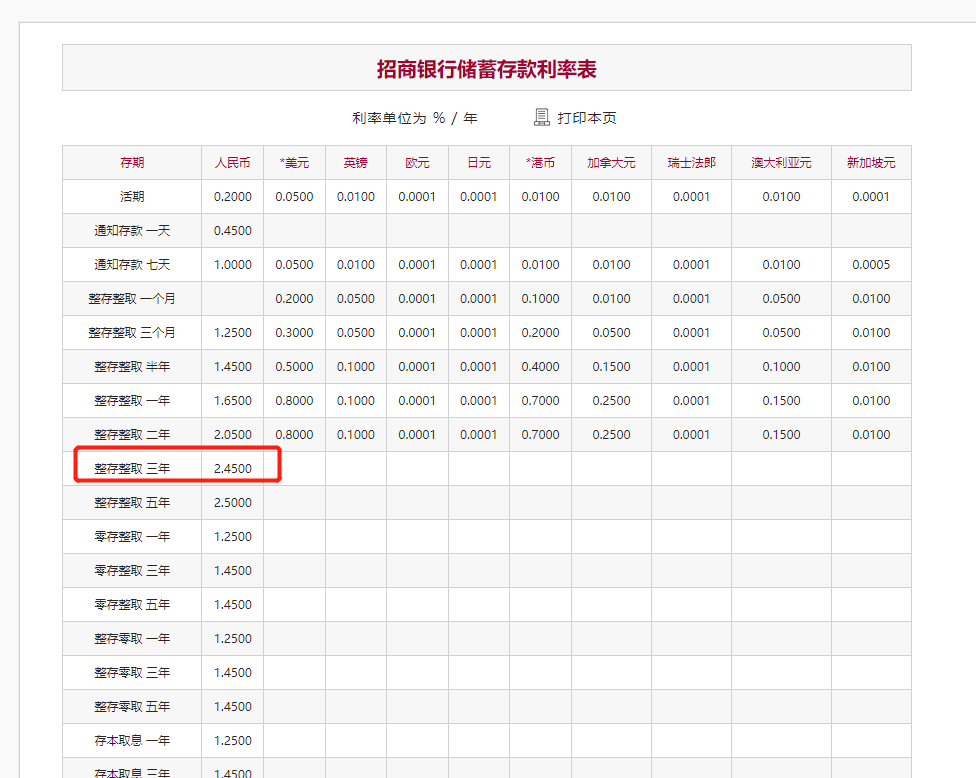 招商银行储蓄存款利率表
利率单位为 % / 年 打印本页
存期 人民币 *美元 英镑 欧元 日元 *港币 加拿大元 瑞士法郎 澳大利亚元 新加坡元
活期 0.2000 0.0500 0.0100 0.0001 0.0001 0.0100 0.0100 0.0001 0.0100 0.0001
通知存款 一天 0.4500
通知存款 七天 1.0000 0.0500 0.0100 0.0001 0.0001 0.0100 0.0100 0.0001 0.0100 0.0005
整存整取 一个月 0.2000 0.0500 0.0001 0.0001 0.1000 0.0100 0.0001 0.0500 0.0100
整存整取 三个月 1.2500 0.3000 0.0500 0.0001 0.0001 0.2000 0.0500 0.0001 0.0500 0.0100
整存整取 半年 1.4500 0.5000 0.1000 0.0001 0.0001 0.4000 0.1500 0.0001 0.1000 0.0100
整存整取 一年 1.6500 0.8000 0.1000 0.0001 0.0001 0.7000 0.2500 0.0001 0.1500 0.0100
整存整取 二年 2.0500 0.8000 0.1000 0.0001 0.0001 0.7000 0.2500 0.0001 0.1500 0.0100
整存整取 三年 2.4500
整存整取 五年 2.5000
零存整取 一年 1.2500
零存整取 三年 1.4500
零存整取 五年 1.4500
整存零取 一年 1.2500
整存零取 三年 1.4500
整存零取 五年 1.4500
存本取息 一年 1.2500
存本取息 三年 1.4500